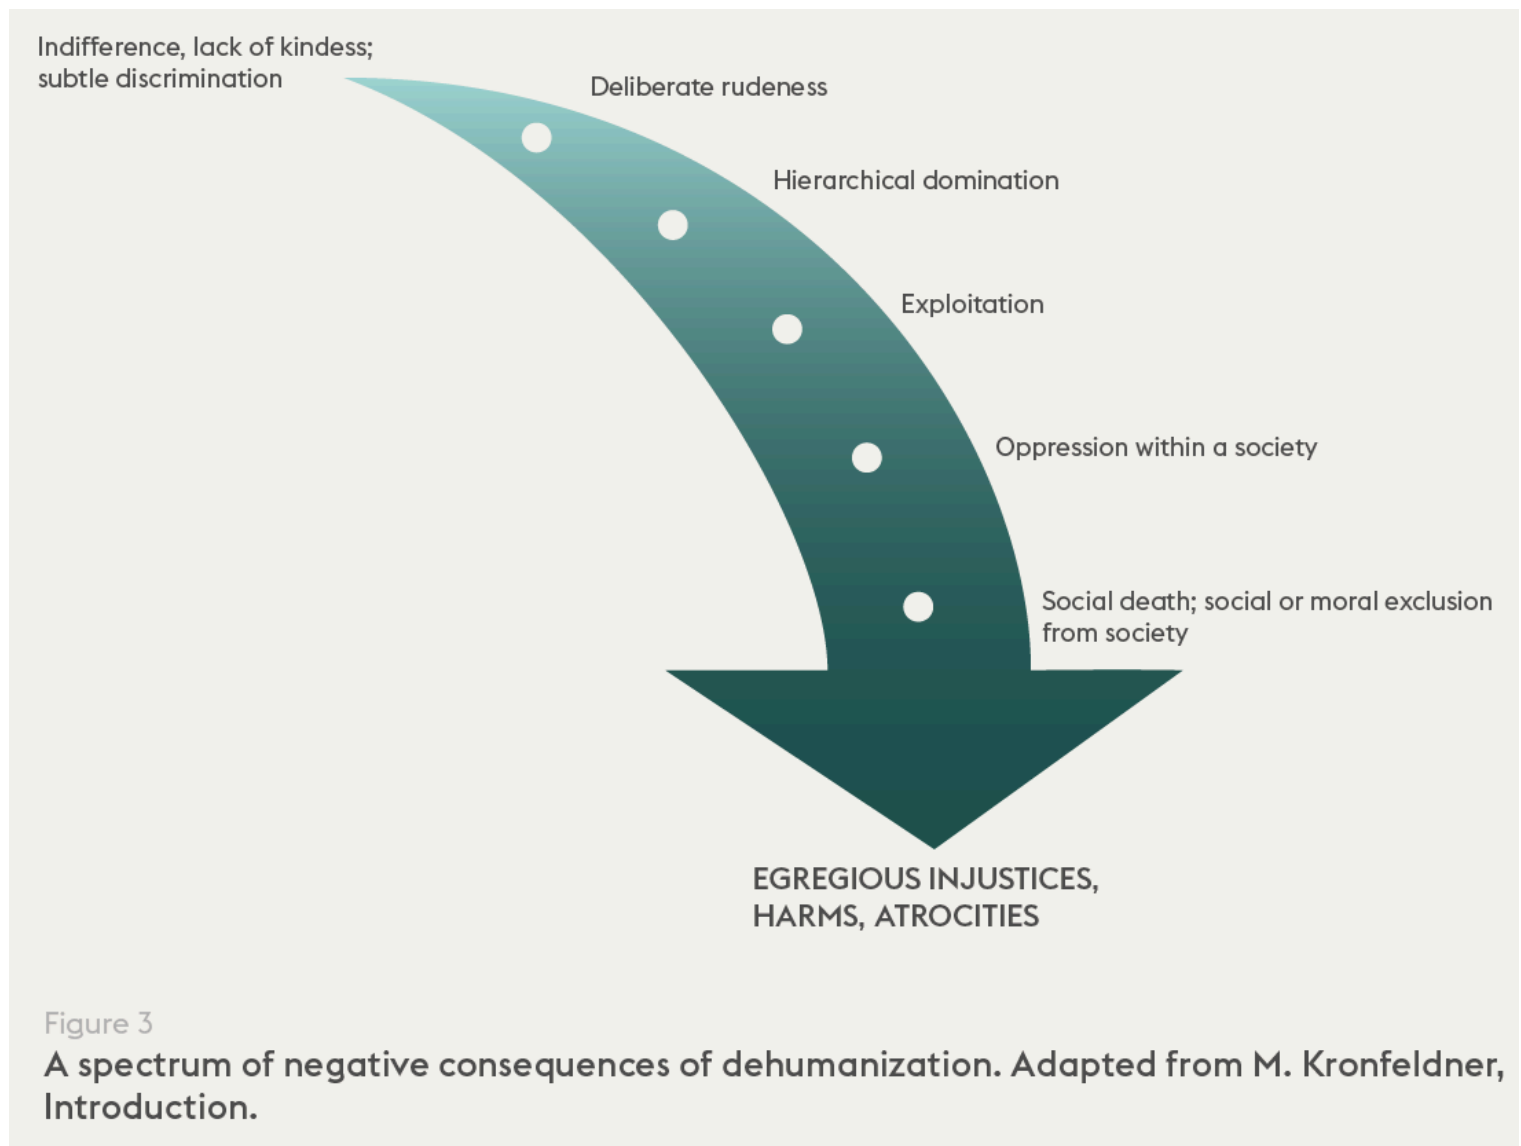 Indifference, lack of kindess;
subtle discrimination
Deliberate rudeness
Hierarchical domination
Exploitation
Oppression within a society
Social death; social or moral exclusion
from society
EGREGIOUS INJUSTICES,
HARMS, ATROCITIES
Figure 3
A spectrum of negative consequences of dehumanization. Adapted from M. Kronfeldner,
Introduction.